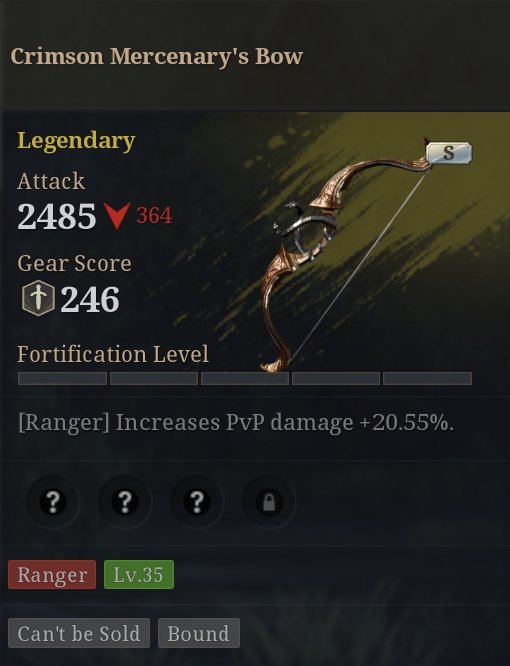 Crimson Mercenary's Bow
Legendary
S
Attack
2485 364
Gear Score
246
Fortification Level
[Ranger] Increases PvP damage +20.55%.
? ? ?
Ranger Lv.35
Can't be Sold Bound